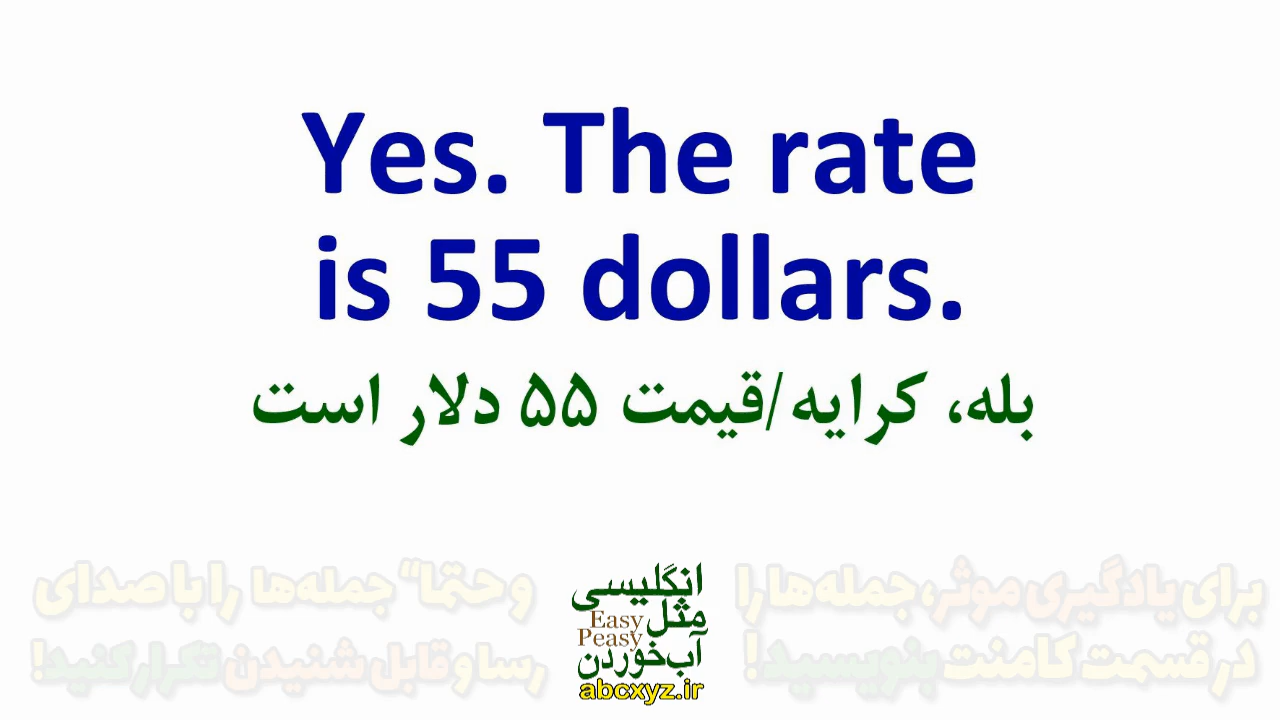 Yes. The rate
is 55 dollars.
بله، کرایه/قیمت ۵۵ دلار است
برای یادگیری موثر، جمله‌ها را
در قسمت کامنت بنویسید!
انگلیسی
مثل
Easy
Peasy
آب‌خوردن
abcxyz.ir
و حتما" جمله‌ها را با صدای
رسا و قابل شنیدن تکرار کنید!